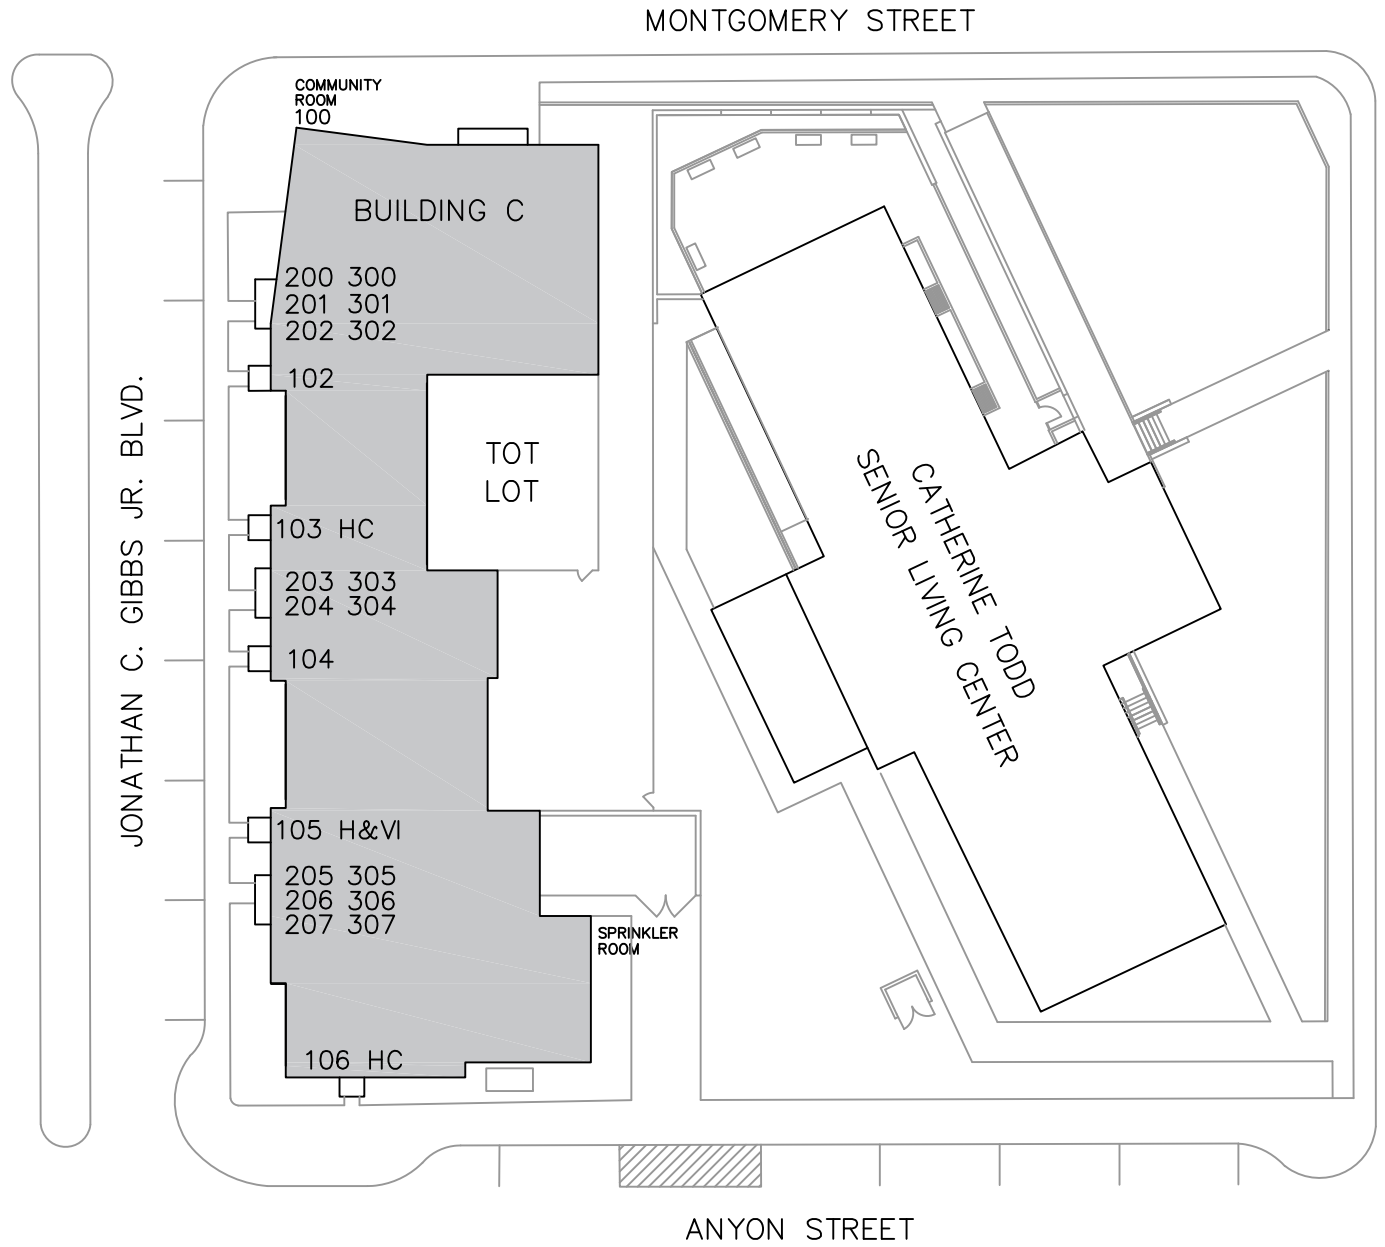 MONTGOMERY STREET
COMMUNITY
ROOM
100
BUILDING C
200 300
201 301
202 302
102
TOT
LOT
103 HC
203 303
204 304
104
105 H&VI
205 305
206 306
207 307
SPRINKLER
ROOM
106 HC
JONATHAN C. GIBBS JR. BLVD.
CATHERINE TODD
SENIOR LIVING CENTER
ANYON STREET